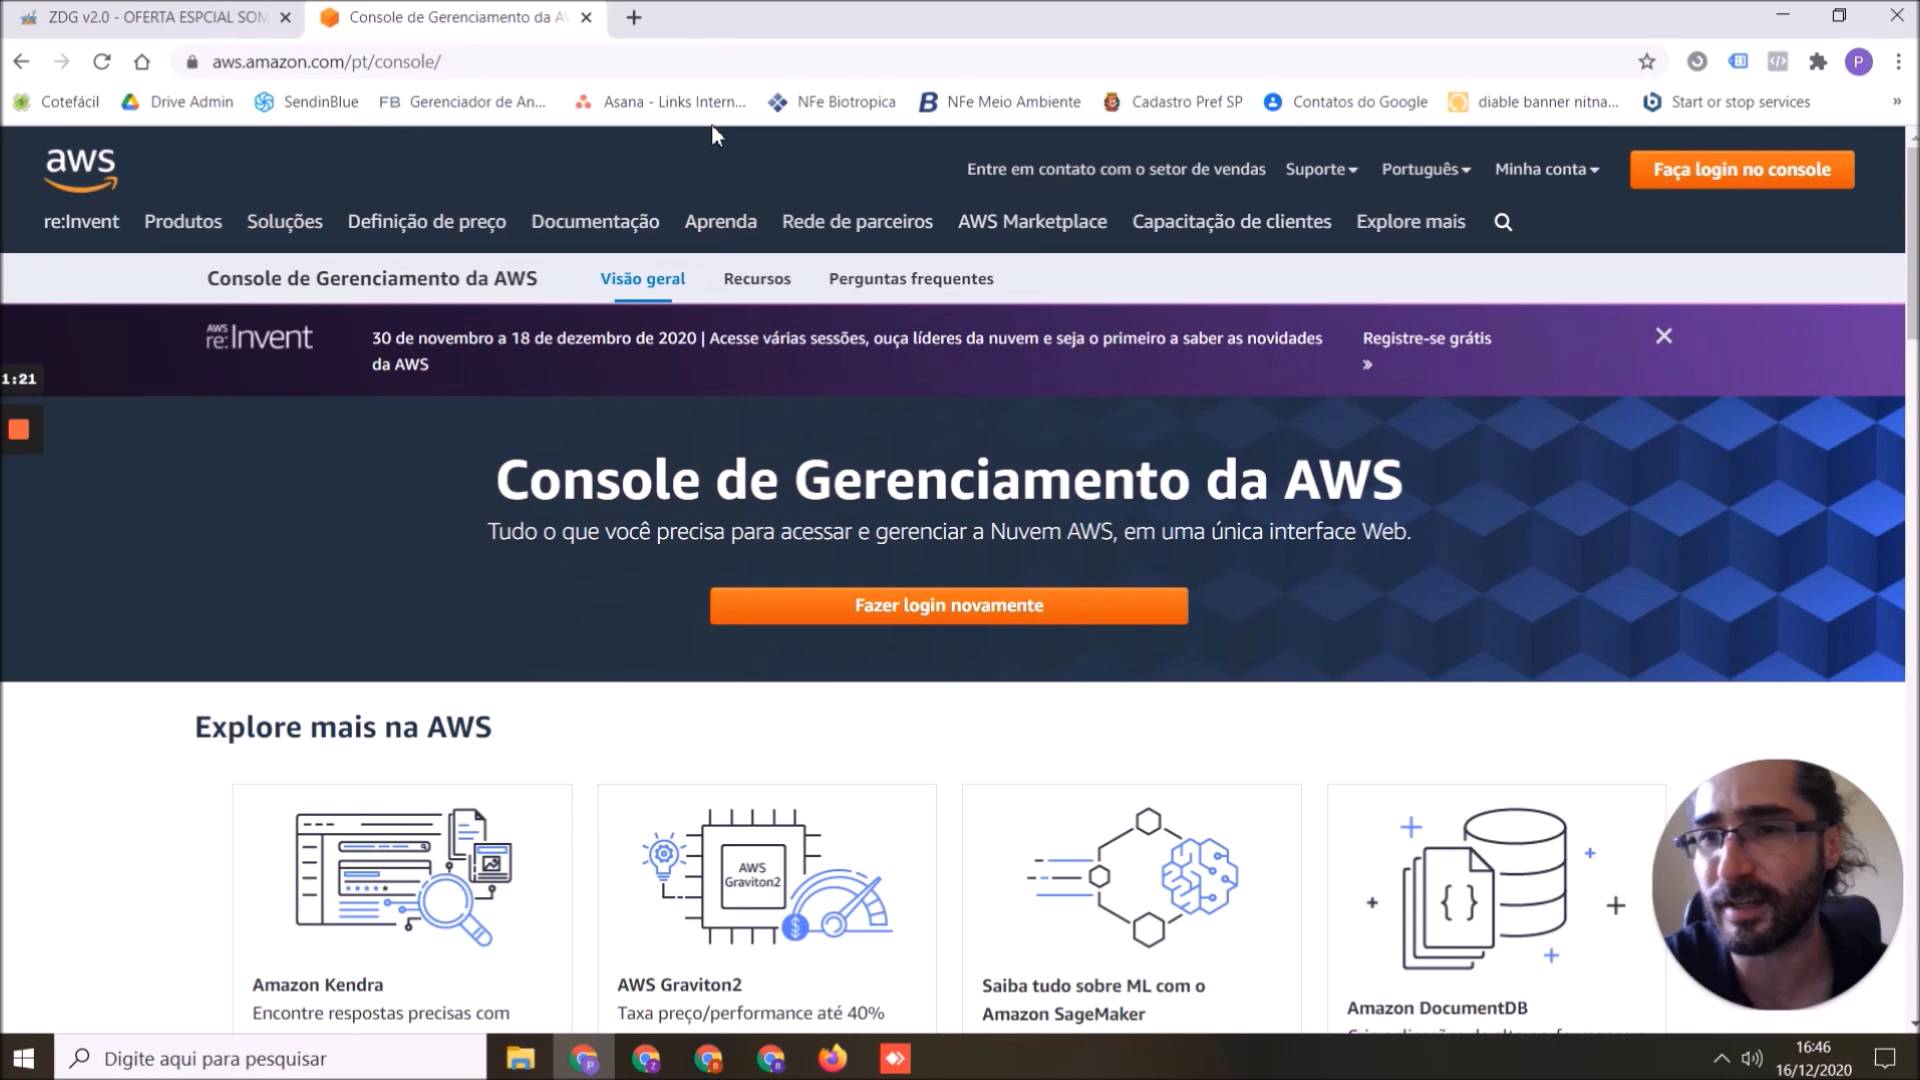 ZDG v2.0 - OFERTA ESPCIAL SOM
Console de Gerenciamento da AW
aws.amazon.com/pt/console/
P
Cotefácil
Drive Admin
SendinBlue
FB Gerenciador de An...
Asana - Links Intern...
NFe Biotropica
B NFe Meio Ambiente
Cadastro Pref SP
Contatos do Google
diable banner nitna...
Start or stop services
»
aws
Entre em contato com o setor de vendas
Suporte
Português
Minha conta
Faça login no console
re:Invent
Produtos
Soluções
Definição de preço
Documentação
Aprenda
Rede de parceiros
AWS Marketplace
Capacitação de clientes
Explore mais
Console de Gerenciamento da AWS
Visão geral
Recursos
Perguntas frequentes
AWS re:Invent
30 de novembro a 18 de dezembro de 2020 | Acesse várias sessões, ouça líderes da nuvem e seja o primeiro a saber as novidades
da AWS
Registre-se grátis
»
1:21
Console de Gerenciamento da AWS
Tudo o que você precisa para acessar e gerenciar a Nuvem AWS, em uma única interface Web.
Fazer login novamente
Explore mais na AWS
AWS
Graviton2
$
{ }
Amazon Kendra
Encontre respostas precisas com
AWS Graviton2
Taxa preço/performance até 40%
Saiba tudo sobre ML com o
Amazon SageMaker
Amazon DocumentDB
Digite aqui para pesquisar
16:46
16/12/2020